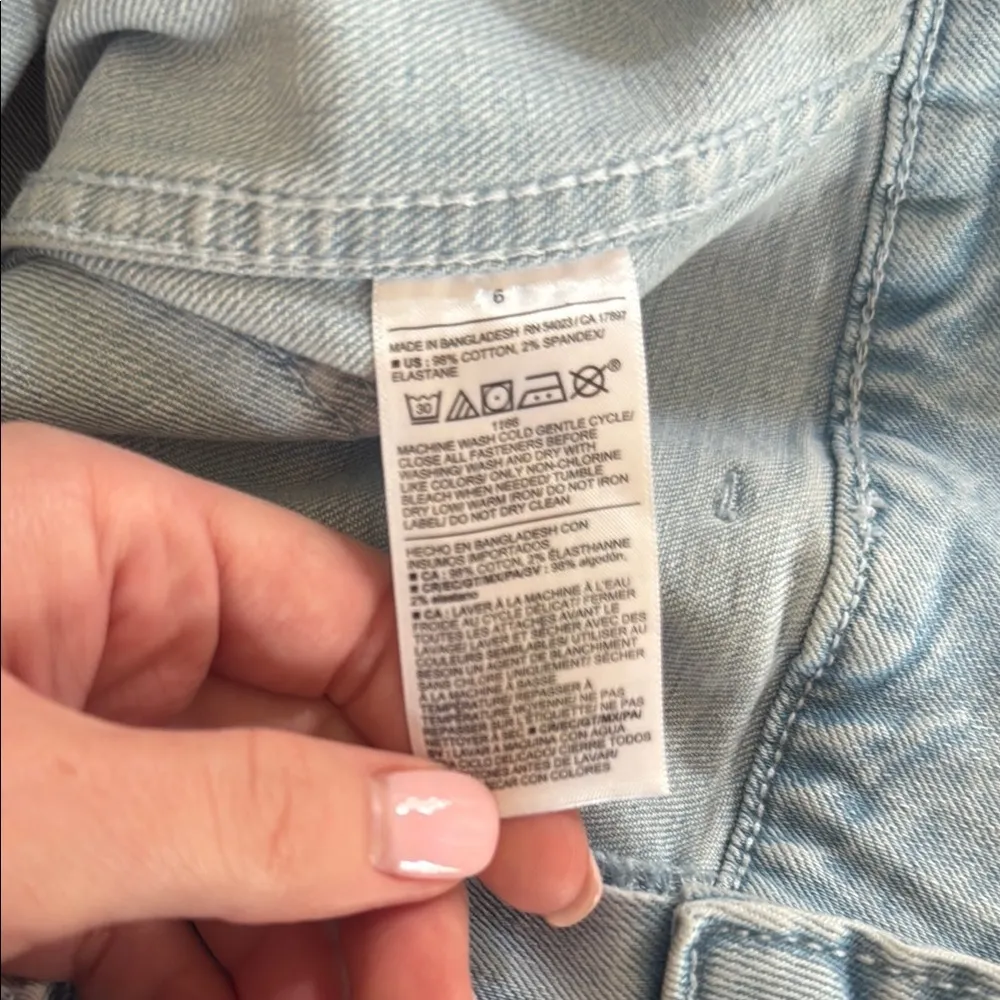 6
MADE IN BANGLADESH RN 54023 / CA 17897
■ US : 98% COTTON, 2% SPANDEX/
ELASTANE
30 ®
1166
MACHINE WASH COLD GENTLE CYCLE/
CLOSE ALL FASTENERS BEFORE
WASHING/ WASH AND DRY WITH
LIKE COLORS/ ONLY NON-CHLORINE
BLEACH WHEN NEEDED/ TUMBLE
DRY LOW/ WARM IRON/ DO NOT IRON
LABEL/ DO NOT DRY CLEAN
HECHO EN BANGLADESH CON
INSUMOS IMPORTADOS
■ CA : 98% COTON, 2% ÉLASTHANNE
■ CR/EC/GT/MX/PA/SV : 98% algodón,
2% elastano
■ CA : LAVER À LA MACHINE À L'EAU
FROIDE AU CYCLE DÉLICAT/ FERMER
TOUTES LES ATTACHES AVANT LE
LAVAGE/ LAVER ET SÉCHER AVEC DES
COULEURS SEMBLABLES/ UTILISER AU
BESOIN UN AGENT DE BLANCHIMENT
SANS CHLORE UNIQUEMENT/ SÉCHER
À LA MACHINE À BASSE
TEMPÉRATURE/ REPASSER À
TEMPÉRATURE MOYENNE/ NE PAS
REPASSER SUR L'ÉTIQUETTE/ NE PAS
NETTOYER À SEC ■ CR/EC/GT/MX/PA/
LAVAR A MAQUINA CON AGUA
CICLO DELICADO/ CIERRE TODOS
ANTES DE LAVAR/
CON COLORES